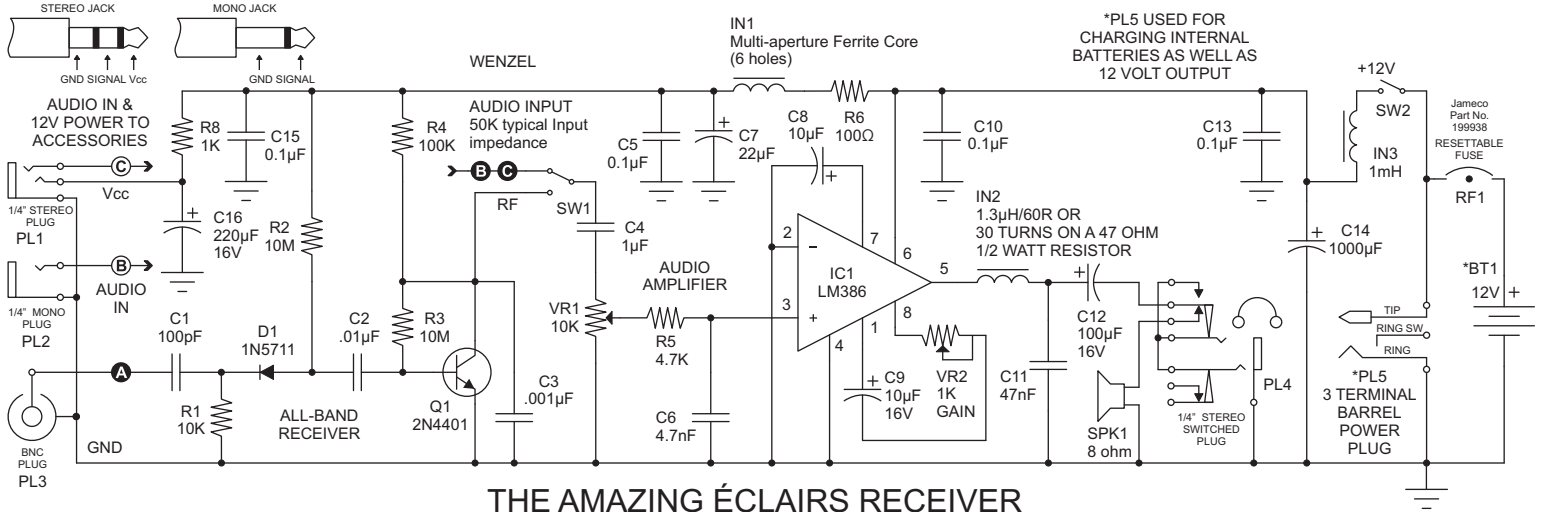 STEREO JACK
GND SIGNAL Vcc
MONO JACK
GND SIGNAL
AUDIO IN &
12V POWER TO
ACCESSORIES
C
Vcc
1/4" STEREO
PLUG
PL1
B
AUDIO
IN
1/4" MONO
PLUG
PL2
BNC
PLUG
PL3
A
GND
R8
1K
C15
0.1µF
C16
220µF
16V
R2
10M
C1
100pF
R1
10K
D1
1N5711
ALL-BAND
RECEIVER
C2
.01µF
R4
100K
R3
10M
Q1
2N4401
C3
.001µF
WENZEL
AUDIO INPUT
50K typical Input
impedance
B C
RF
SW1
C4
1µF
VR1
10K
AUDIO
AMPLIFIER
R5
4.7K
C6
4.7nF
C5
0.1µF
C7
22µF
IN1
Multi-aperture Ferrite Core
(6 holes)
R6
100Ω
C8
10µF
+
2
−
3
+
IC1
LM386
7
6
5
8
1
4
C9
10µF
16V
+
VR2
1K
GAIN
C10
0.1µF
IN2
1.3µH/60R OR
30 TURNS ON A 47 OHM
1/2 WATT RESISTOR
C11
47nF
+
C12
100µF
16V
SPK1
8 ohm
1/4" STEREO
SWITCHED
PLUG
PL4
*PL5 USED FOR
CHARGING INTERNAL
BATTERIES AS WELL AS
12 VOLT OUTPUT
C13
0.1µF
+12V
SW2
IN3
1mH
+
C14
1000µF
Jameco
Part No.
199938
RESETTABLE
FUSE
RF1
*BT1
12V
+
TIP
RING SW
RING
*PL5
3 TERMINAL
BARREL
POWER
PLUG
THE AMAZING ÉCLAIRS RECEIVER